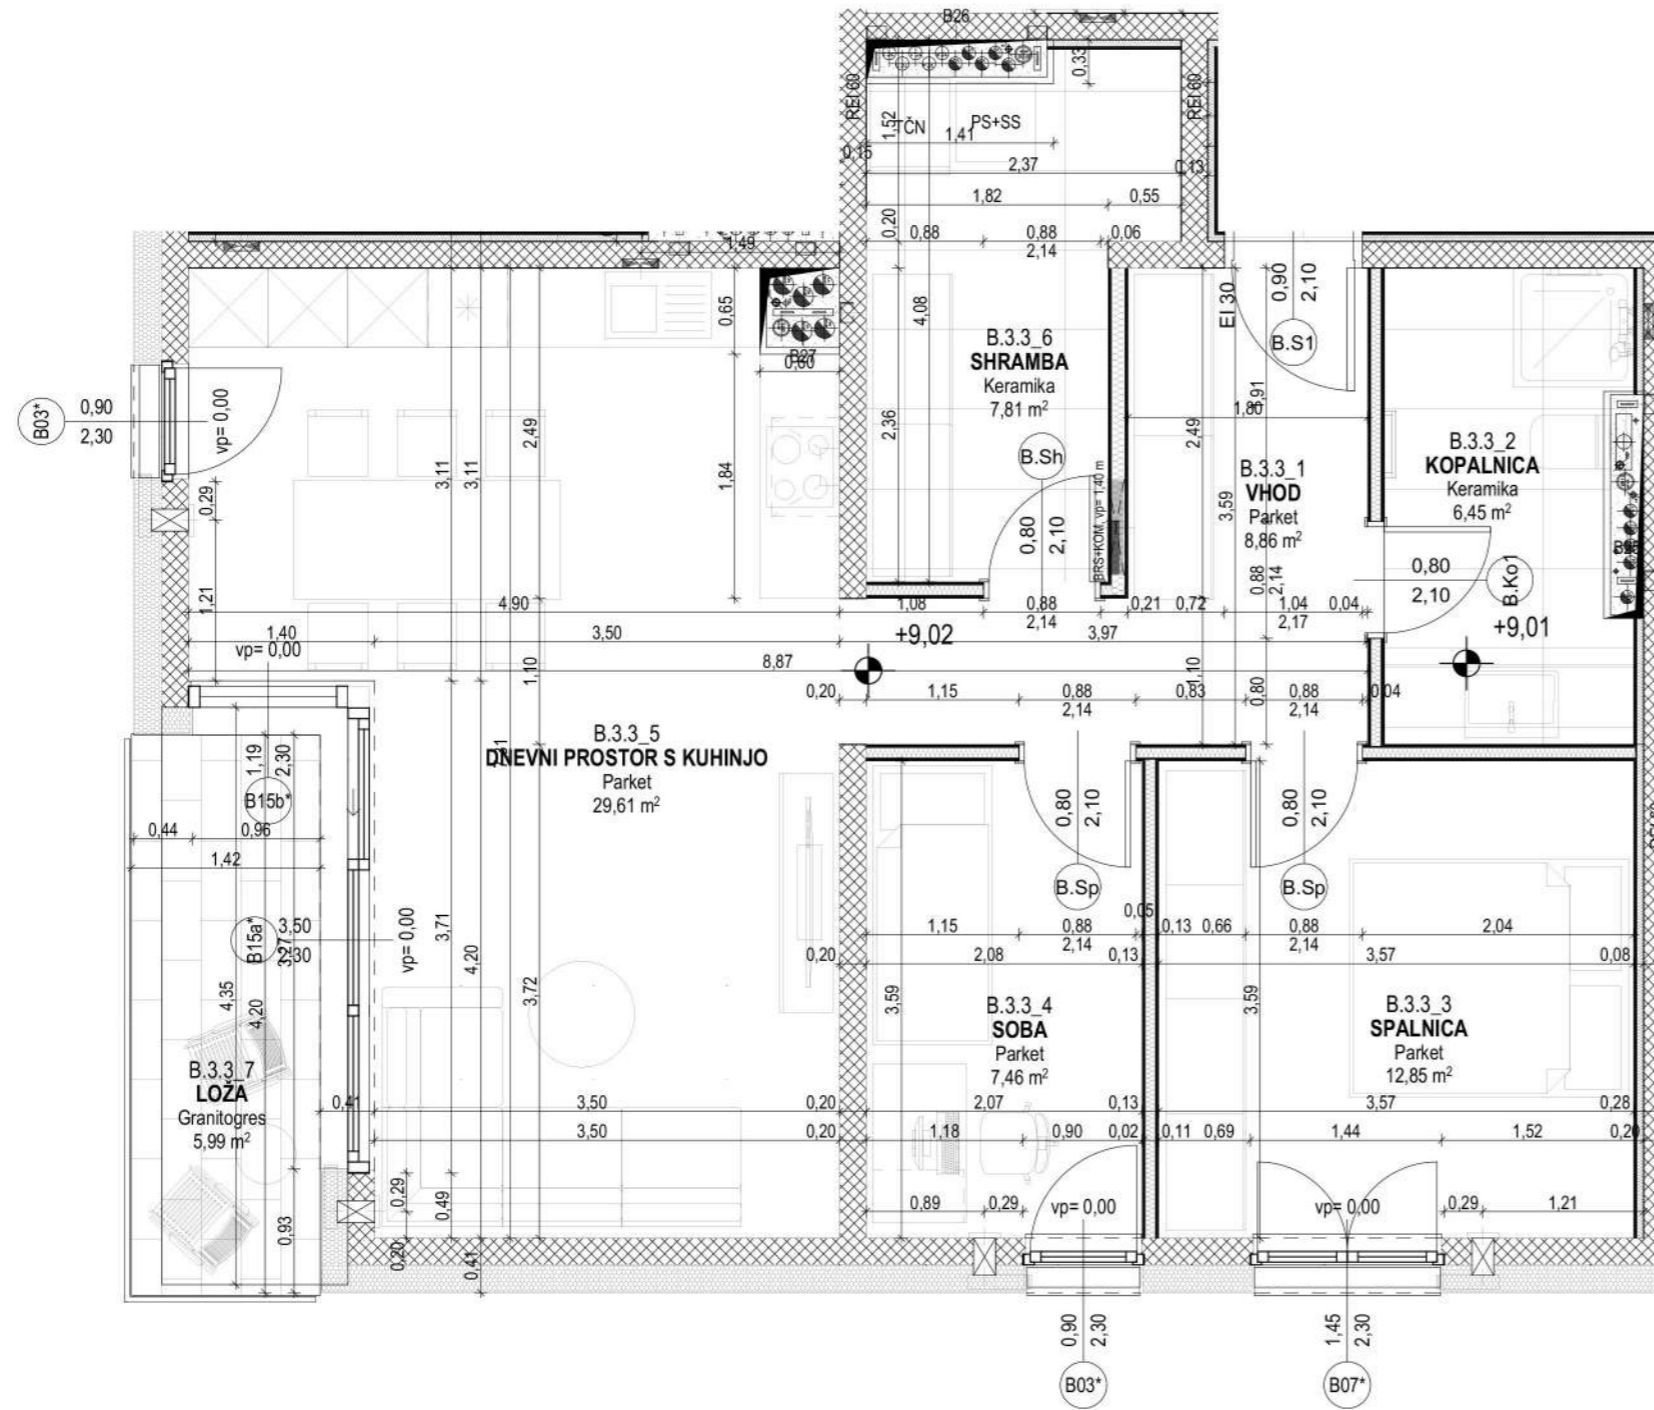 B26
REI 60
REI 60
0,33
1,52
TČN
PS+SS
1,41
0,15
2,37
0,13
1,82
0,55
0,20
0,88
0,88
2,14
0,06
1,49
0,65
4,08
EI 30
0,90
2,10
B.S1
B27
0,60
B.3.3_6
SHRAMBA
Keramika
7,81 m²
B03*
0,90
2,30
vp= 0,00
2,49
3,11
3,11
1,84
2,36
B.Sh
0,80
2,10
BRS+KOM, vp= 1,40 m
1,91
1,80
2,49
3,59
B.3.3_1
VHOD
Parket
8,86 m²
B.3.3_2
KOPALNICA
Keramika
6,45 m²
0,29
1,21
0,88
2,14
0,80
2,10
B.Ko1
+9,01
4,90
1,08
0,88
2,14
0,21
0,72
1,04
2,17
0,04
1,40
3,50
+9,02
3,97
vp= 0,00
8,87
1,10
1,10
0,80
0,20
1,15
0,88
2,14
0,83
0,88
2,14
0,04
B.3.3_5
DNEVNI PROSTOR S KUHINJO
Parket
29,61 m²
1,19
2,30
B15b*
0,44
0,96
1,42
0,80
2,10
B.Sp
0,80
2,10
B.Sp
B15a*
3,50
2,30
3,27
vp= 0,00
3,71
4,20
3,72
4,35
4,20
1,15
0,88
2,14
0,05
0,13
0,66
0,88
2,14
2,04
0,20
2,08
0,13
3,57
0,08
3,59
3,59
B.3.3_4
SOBA
Parket
7,46 m²
B.3.3_3
SPALNICA
Parket
12,85 m²
B.3.3_7
LOŽA
Granitogres
5,99 m²
0,41
3,50
0,20
2,07
0,13
3,57
0,28
3,50
0,20
1,18
0,90
0,02
0,11
0,69
1,44
1,52
0,20
0,29
0,49
0,93
0,20
0,41
0,89
0,29
vp= 0,00
vp= 0,00
0,29
1,21
0,90
2,30
B03*
1,45
2,30
B07*